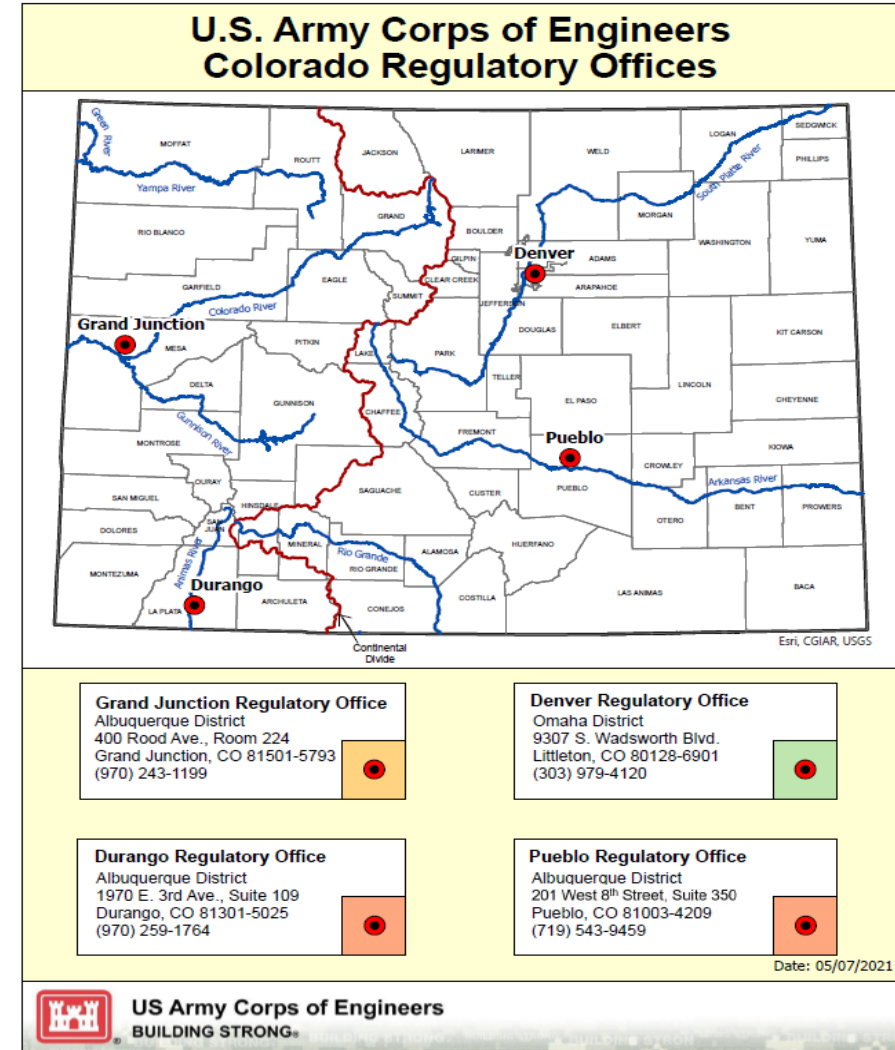 U.S. Army Corps of Engineers
Colorado Regulatory Offices
Green River
MOFFAT
ROUTT
JACKSON
LARIMER
WELD
LOGAN
SEDGWICK
PHILLIPS
South Platte River
Yampa River
GRAND
MORGAN
BOULDER
RIO BLANCO
WASHINGTON
YUMA
GILPIN
Denver
ADAMS
EAGLE
CLEAR CREEK
GARFIELD
SUMMIT
ARAPAHOE
JEFFERSON
Colorado River
Grand Junction
DOUGLAS
ELBERT
KIT CARSON
MESA
PITKIN
LAKE
PARK
TELLER
DELTA
LINCOLN
GUNNISON
CHAFFEE
EL PASO
CHEYENNE
Gunnison River
FREMONT
Pueblo
MONTROSE
KIOWA
CROWLEY
OURAY
SAGUACHE
CUSTER
PUEBLO
Arkansas River
SAN MIGUEL
HINSDALE
BENT
PROWERS
OTERO
DOLORES
SAN
JUAN
MINERAL
Rio Grande
ALAMOSA
HUERFANO
RIO GRANDE
MONTEZUMA
Animas River
Durango
COSTILLA
LAS ANIMAS
BACA
LA PLATA
ARCHULETA
CONEJOS
Continental
Divide
Esri, CGIAR, USGS
Grand Junction Regulatory Office
Albuquerque District
400 Rood Ave., Room 224
Grand Junction, CO 81501-5793
(970) 243-1199
Denver Regulatory Office
Omaha District
9307 S. Wadsworth Blvd.
Littleton, CO 80128-6901
(303) 979-4120
Durango Regulatory Office
Albuquerque District
1970 E. 3rd Ave., Suite 109
Durango, CO 81301-5025
(970) 259-1764
Pueblo Regulatory Office
Albuquerque District
201 West 8th Street, Suite 350
Pueblo, CO 81003-4209
(719) 543-9459
Date: 05/07/2021
US Army Corps of Engineers
BUILDING STRONG®